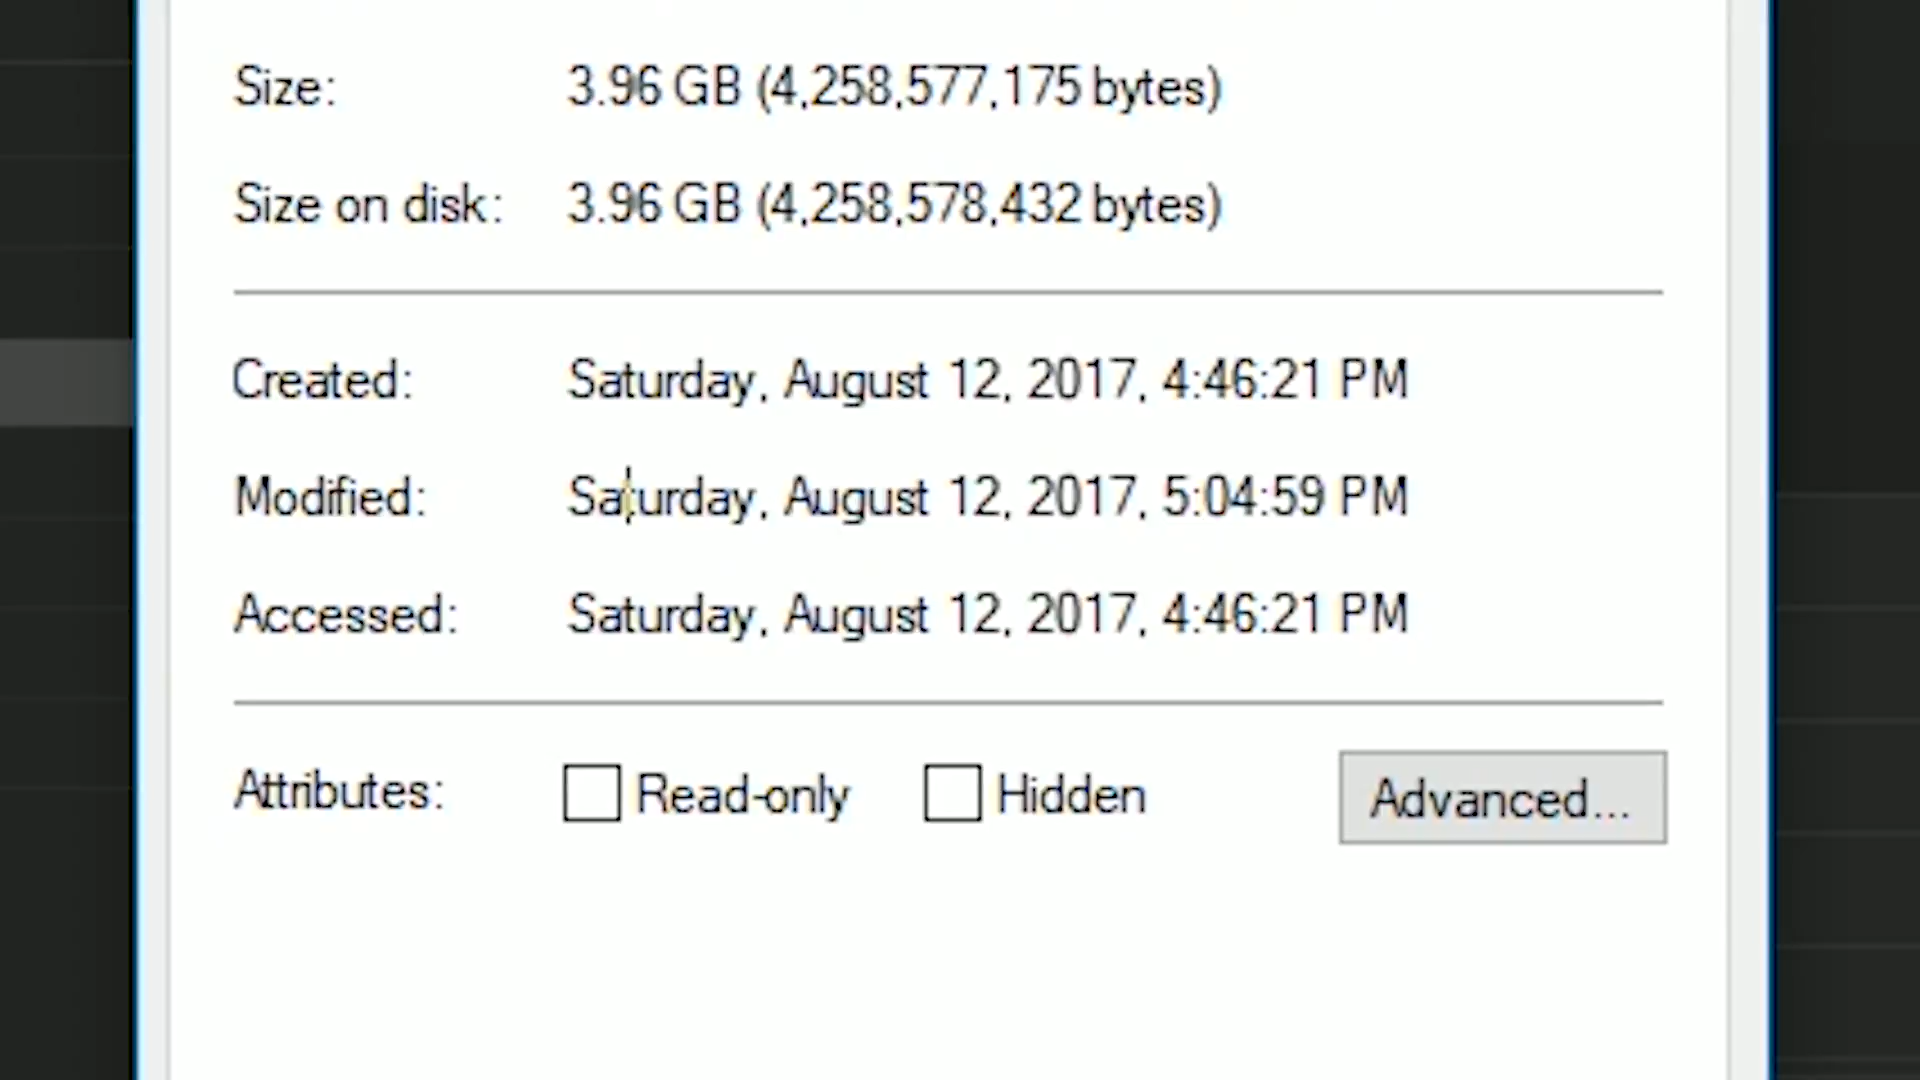 Size: 3.96 GB (4,258,577,175 bytes)
Size on disk: 3.96 GB (4,258,578,432 bytes)
Created: Saturday, August 12, 2017, 4:46:21 PM
Modified: Saturday, August 12, 2017, 5:04:59 PM
Accessed: Saturday, August 12, 2017, 4:46:21 PM
Attributes: Read-only Hidden Advanced...